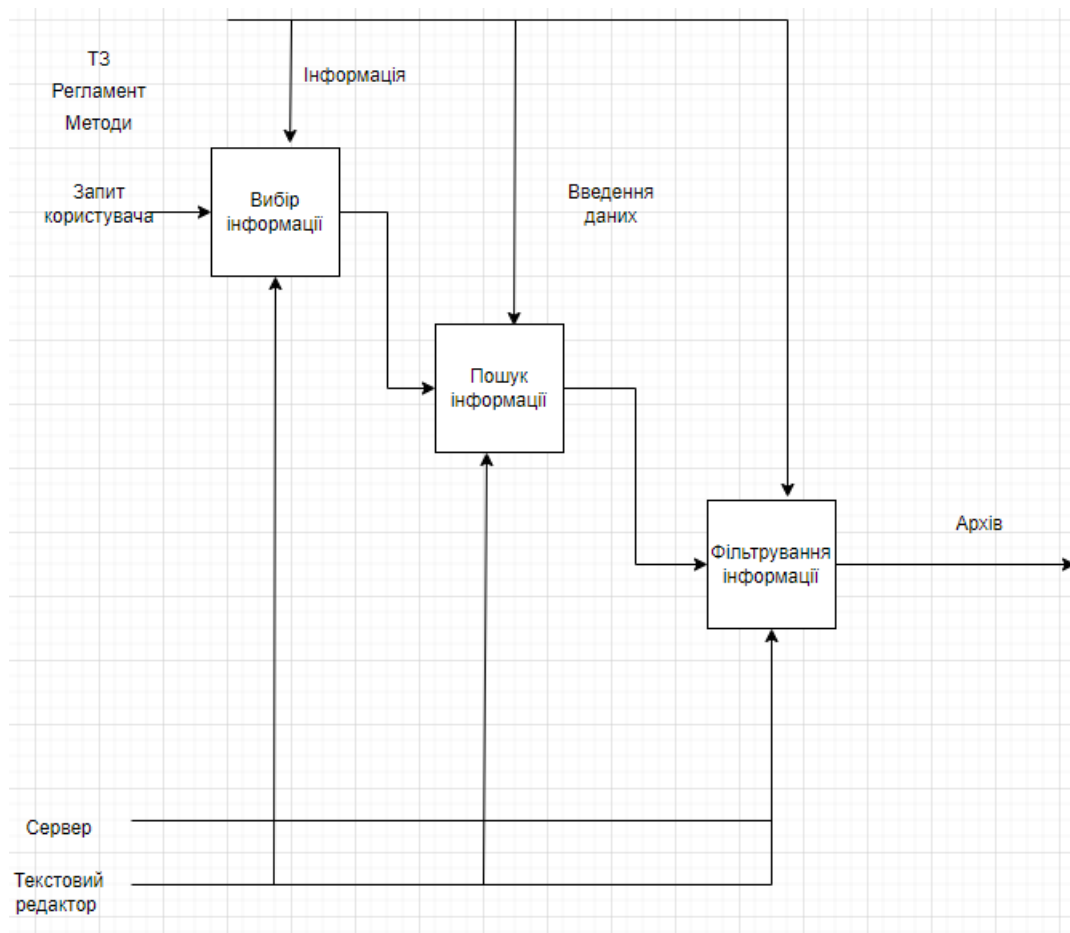 ТЗ
Регламент
Методи
Інформація
Запит
користувача
Вибір
інформації
Введення
даних
Пошук
інформації
Фільтрування
інформації
Архів
Сервер
Текстовий
редактор